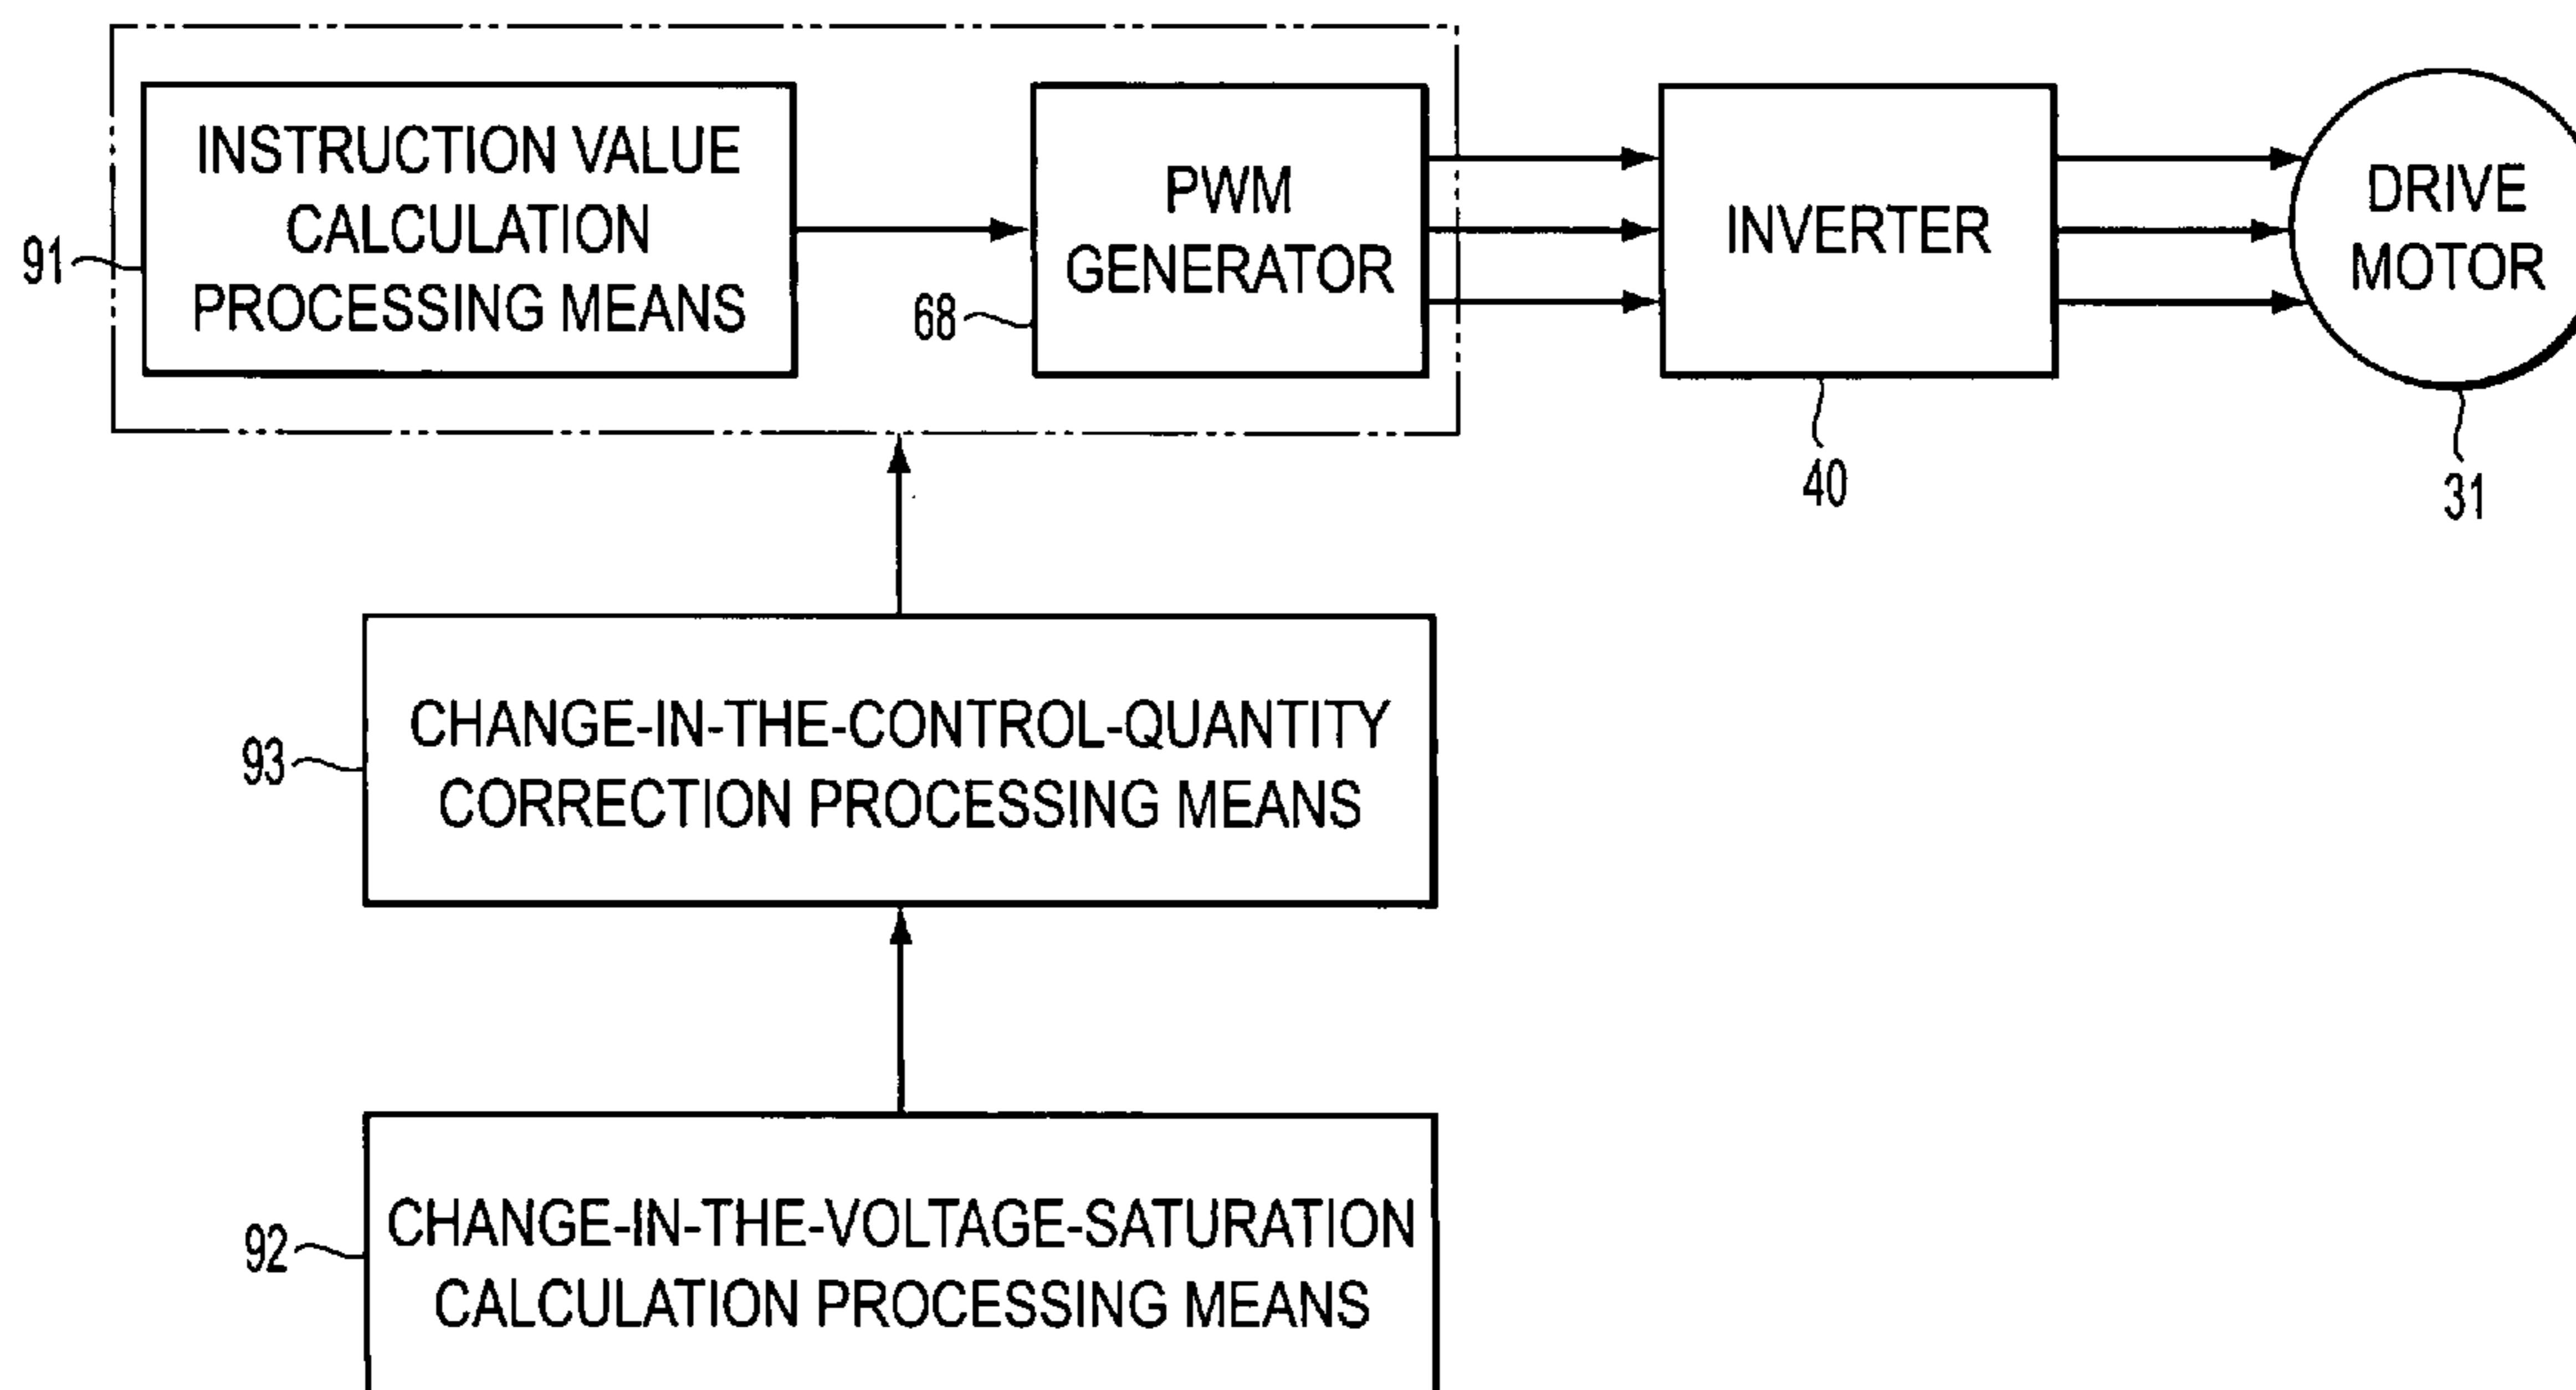 INSTRUCTION VALUE
CALCULATION
PROCESSING MEANS
91
PWM
GENERATOR
68
INVERTER
40
DRIVE
MOTOR
31
CHANGE-IN-THE-CONTROL-QUANTITY
CORRECTION PROCESSING MEANS
93
CHANGE-IN-THE-VOLTAGE-SATURATION
CALCULATION PROCESSING MEANS
92